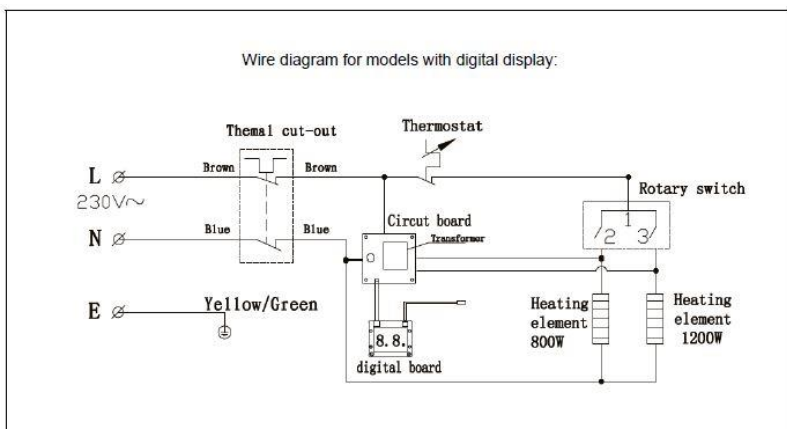 Wire diagram for models with digital display:
Themal cut-out
Thermostat
L
Brown
Brown
Rotary switch
230V~
1
2
3
N
Blue
Blue
Circut board
Transformer
E
Yellow/Green
Heating
element
800W
Heating
element
1200W
8.8.
digital board